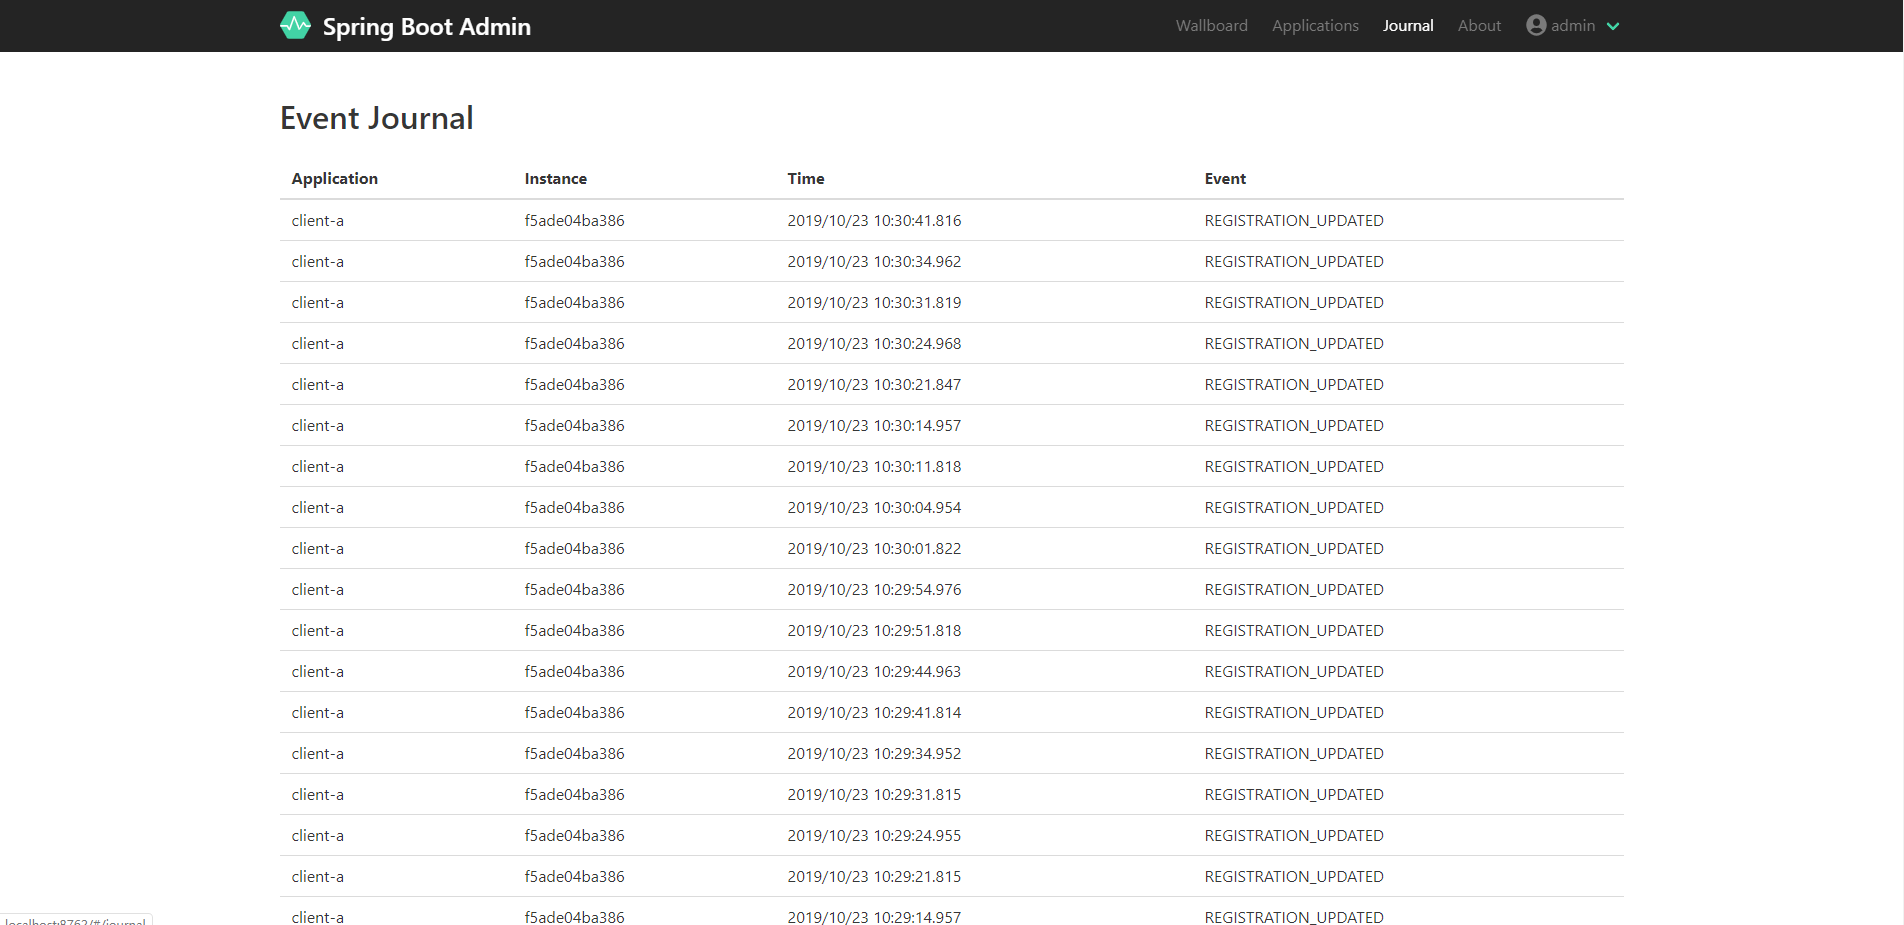 Spring Boot Admin Wallboard Applications Journal About admin
Event Journal
Application Instance Time Event
client-a f5ade04ba386 2019/10/23 10:30:41.816 REGISTRATION_UPDATED
client-a f5ade04ba386 2019/10/23 10:30:34.962 REGISTRATION_UPDATED
client-a f5ade04ba386 2019/10/23 10:30:31.819 REGISTRATION_UPDATED
client-a f5ade04ba386 2019/10/23 10:30:24.968 REGISTRATION_UPDATED
client-a f5ade04ba386 2019/10/23 10:30:21.847 REGISTRATION_UPDATED
client-a f5ade04ba386 2019/10/23 10:30:14.957 REGISTRATION_UPDATED
client-a f5ade04ba386 2019/10/23 10:30:11.818 REGISTRATION_UPDATED
client-a f5ade04ba386 2019/10/23 10:30:04.954 REGISTRATION_UPDATED
client-a f5ade04ba386 2019/10/23 10:30:01.822 REGISTRATION_UPDATED
client-a f5ade04ba386 2019/10/23 10:29:54.976 REGISTRATION_UPDATED
client-a f5ade04ba386 2019/10/23 10:29:51.818 REGISTRATION_UPDATED
client-a f5ade04ba386 2019/10/23 10:29:44.963 REGISTRATION_UPDATED
client-a f5ade04ba386 2019/10/23 10:29:41.814 REGISTRATION_UPDATED
client-a f5ade04ba386 2019/10/23 10:29:34.952 REGISTRATION_UPDATED
client-a f5ade04ba386 2019/10/23 10:29:31.815 REGISTRATION_UPDATED
client-a f5ade04ba386 2019/10/23 10:29:24.955 REGISTRATION_UPDATED
client-a f5ade04ba386 2019/10/23 10:29:21.815 REGISTRATION_UPDATED
client-a f5ade04ba386 2019/10/23 10:29:14.957 REGISTRATION_UPDATED
localhost:8762/#/journal